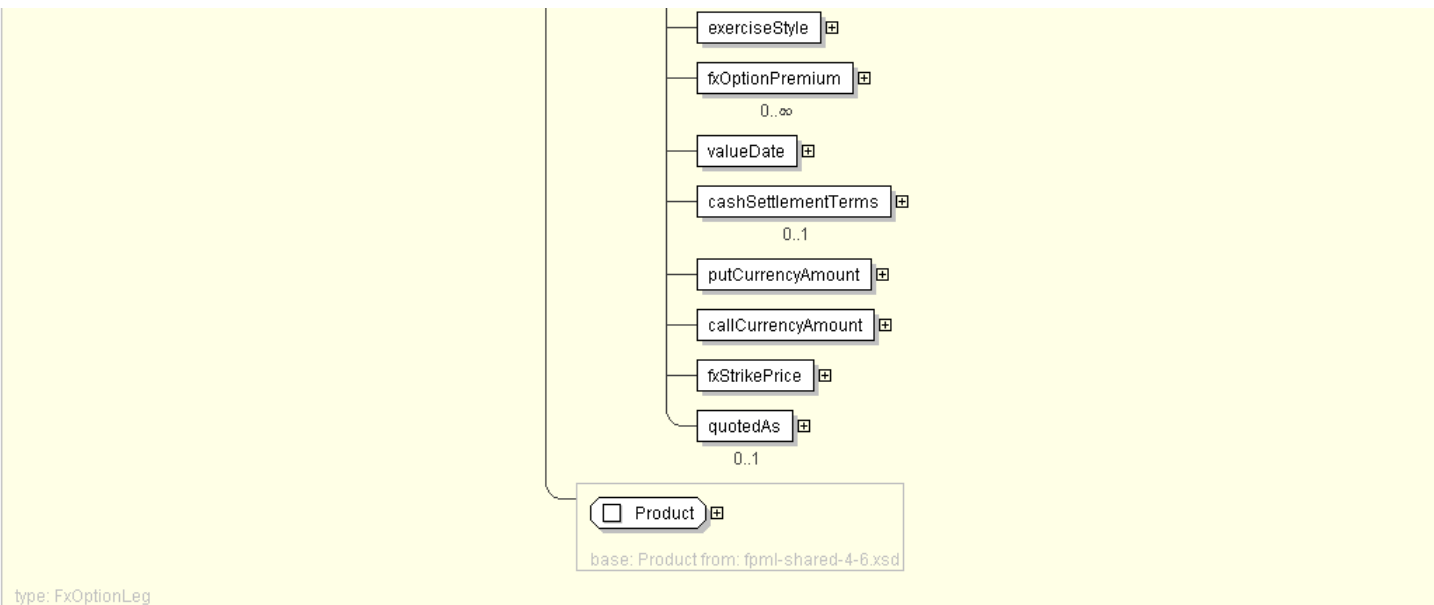 exerciseStyle
fxOptionPremium
0..∞
valueDate
cashSettlementTerms
0..1
putCurrencyAmount
callCurrencyAmount
fxStrikePrice
quotedAs
0..1
Product
base: Product from: fpml-shared-4-6.xsd
type: FxOptionLeg